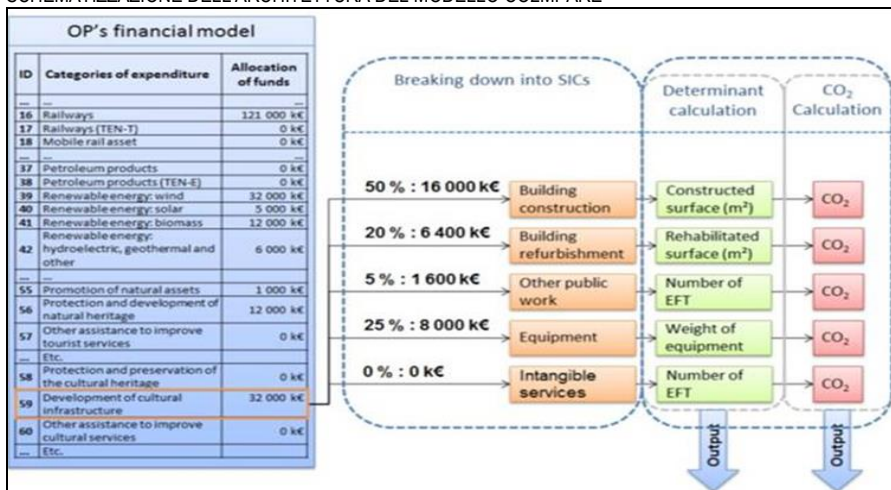 SCHEMATIZZAZIONE DELL'ARCHITETTURA DEL MODELLO CO2IMPARE
OP's financial model
ID Categories of expenditure Allocation of funds
... ... ...
16 Railways 121 000 k€
17 Railways (TEN-T) 0 k€
18 Mobile rail asset 0 k€
... ...
37 Petroleum products 0 k€
38 Petroleum products (TEN-E) 0 k€
39 Renewable energy: wind 32 000 k€
40 Renewable energy: solar 5 000 k€
41 Renewable energy: biomass 12 000 k€
42 Renewable energy: hydroelectric, geothermal and other 6 000 k€
... ...
55 Promotion of natural assets 1 000 k€
56 Protection and development of natural heritage 12 000 k€
57 Other assistance to improve tourist services 0 k€
... Etc.
58 Protection and preservation of the cultural heritage 0 k€
59 Development of cultural infrastructure 32 000 k€
60 Other assistance to improve cultural services 0 k€
... Etc.
Breaking down into SICs
Determinant calculation
CO2 Calculation
50 % : 16 000 k€
Building construction
Constructed surface (m²)
CO2
20 % : 6 400 k€
Building refurbishment
Rehabilitated surface (m²)
CO2
5 % : 1 600 k€
Other public work
Number of EFT
CO2
25 % : 8 000 k€
Equipment
Weight of equipment
CO2
0 % : 0 k€
Intangible services
Number of EFT
CO2
Output
Output